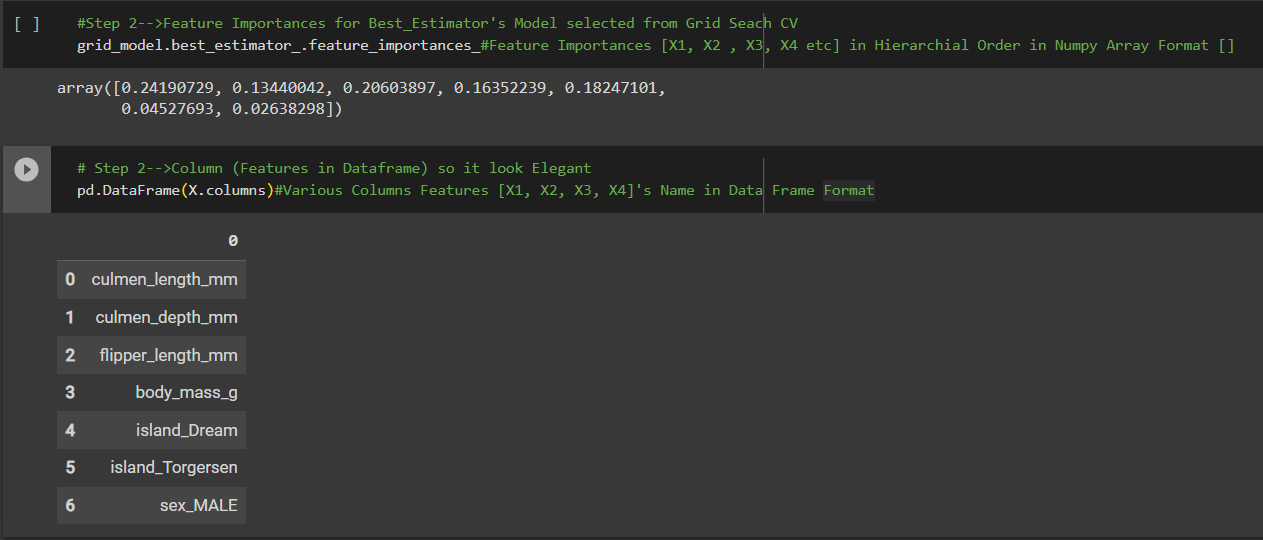 [ ] #Step 2-->Feature Importances for Best_Estimator's Model selected from Grid Seach CV
grid_model.best_estimator_.feature_importances_#Feature Importances [X1, X2 , X3, X4 etc] in Hierarchial Order in Numpy Array Format []
array([0.24190729, 0.13440042, 0.20603897, 0.16352239, 0.18247101,
0.04527693, 0.02638298])
# Step 2-->Column (Features in Dataframe) so it look Elegant
pd.DataFrame(X.columns)#Various Columns Features [X1, X2, X3, X4]'s Name in Data Frame Format
0
0 culmen_length_mm
1 culmen_depth_mm
2 flipper_length_mm
3 body_mass_g
4 island_Dream
5 island_Torgersen
6 sex_MALE